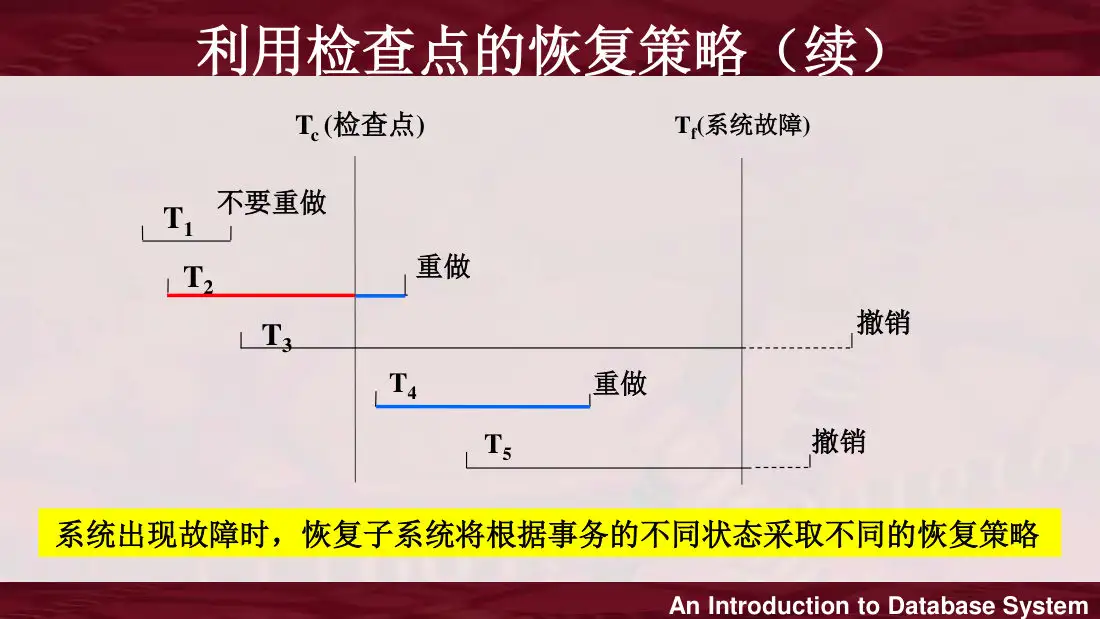 利用检查点的恢复策略（续）
Tc (检查点)
Tf(系统故障)
不要重做
T1
重做
T2
撤销
T3
T4
重做
T5
撤销
系统出现故障时，恢复子系统将根据事务的不同状态采取不同的恢复策略
An Introduction to Database System